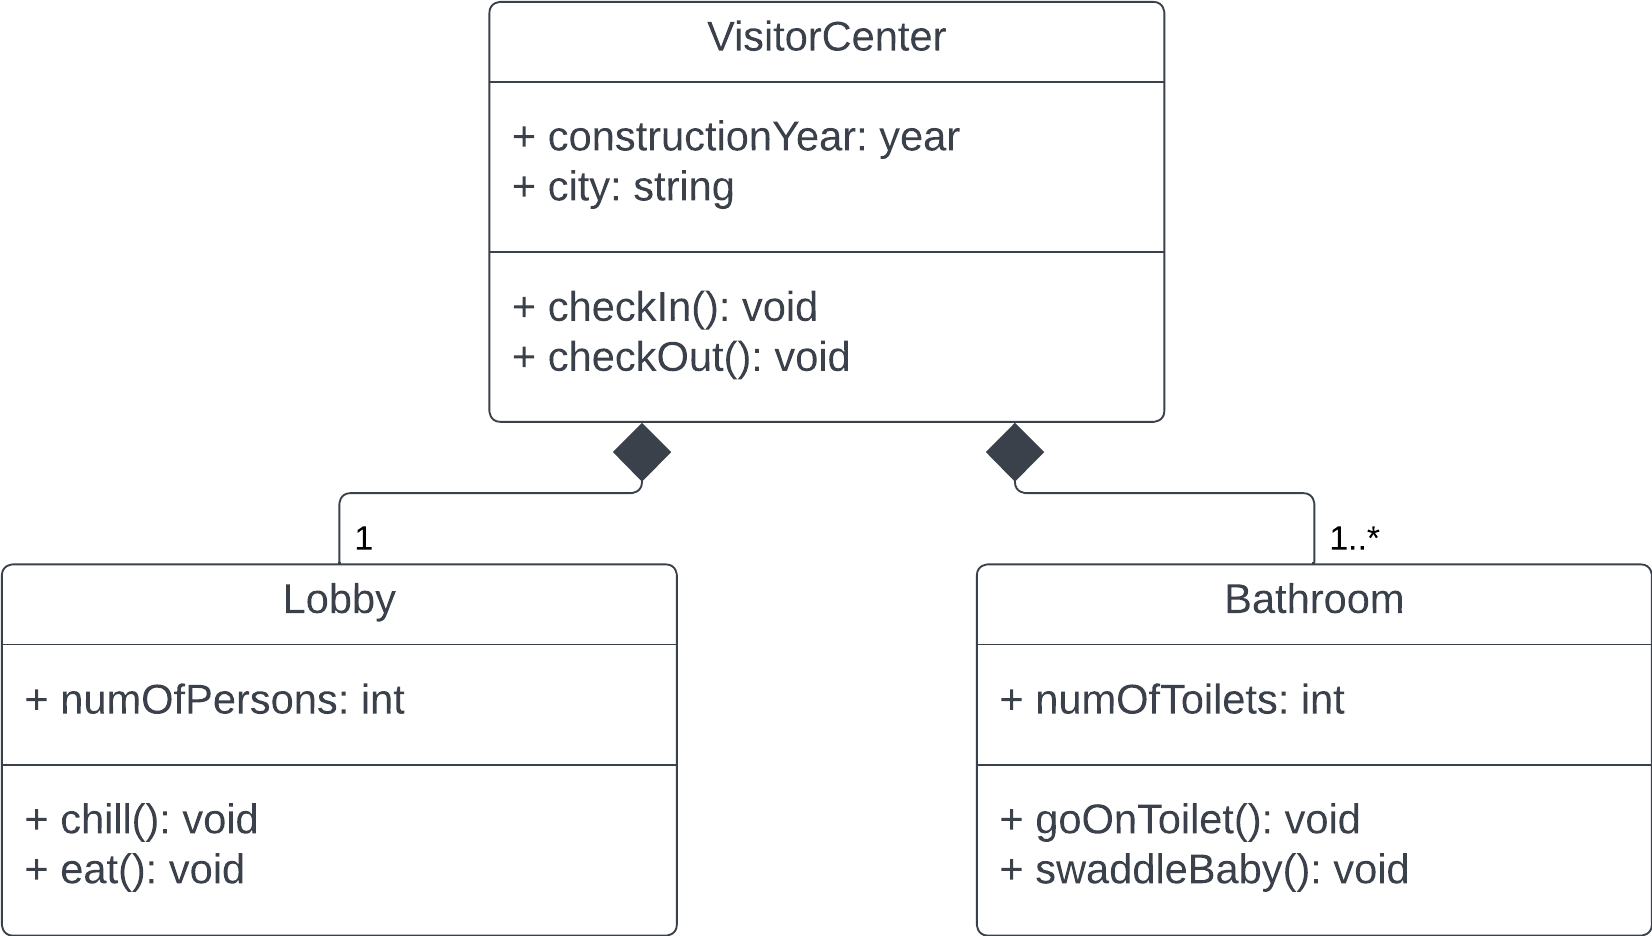 VisitorCenter
+ constructionYear: year
+ city: string
+ checkIn(): void
+ checkOut(): void
1
1..*
Lobby
+ numOfPersons: int
+ chill(): void
+ eat(): void
Bathroom
+ numOfToilets: int
+ goOnToilet(): void
+ swaddleBaby(): void